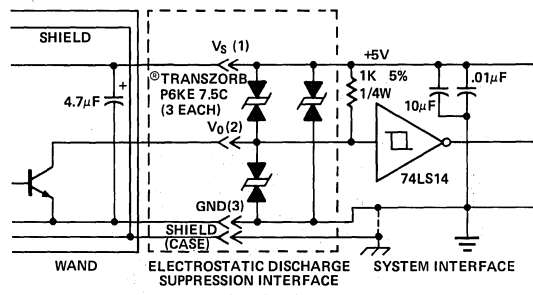 SHIELD
4.7μF
+
WAND
VS (1)
® TRANSZORB
P6KE 7.5C
(3 EACH)
VO(2)
GND(3)
SHIELD
(CASE)
ELECTROSTATIC DISCHARGE
SUPPRESSION INTERFACE
+5V
1K 5%
1/4W
10μF
.01μF
74LS14
SYSTEM INTERFACE